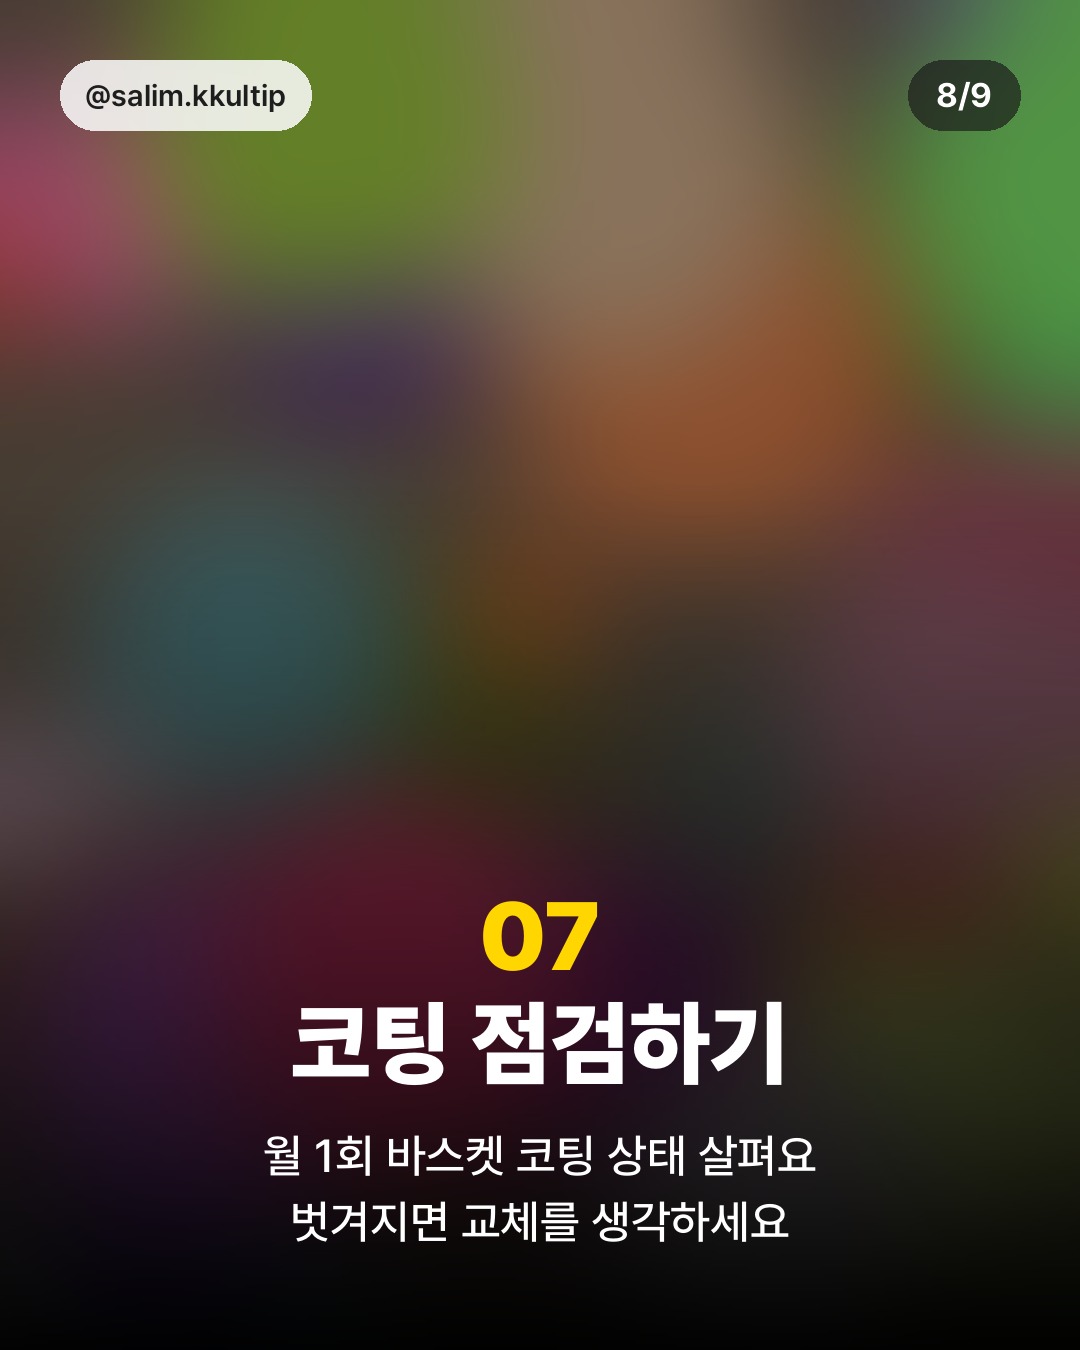 @salim.kkultip
8/9
07
코팅 점검하기
월 1회 바스켓 코팅 상태 살펴요
벗겨지면 교체를 생각하세요